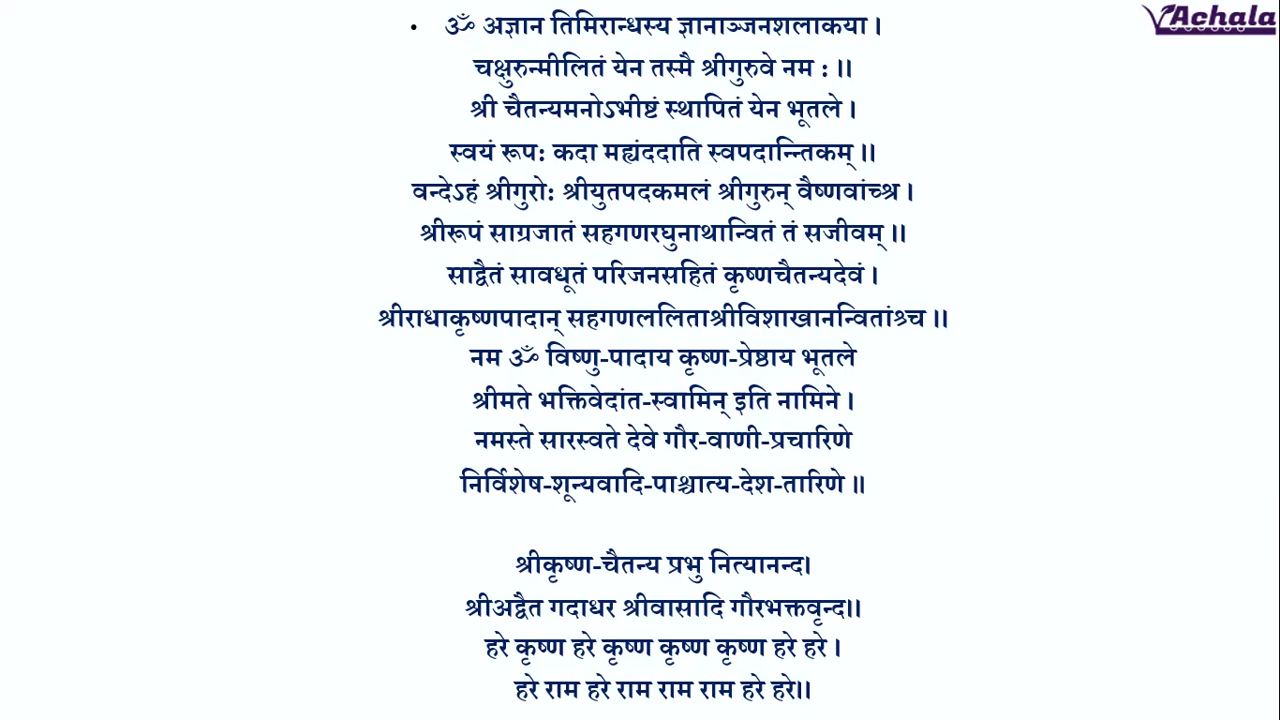 VAchala
• ॐ अज्ञान तिमिरान्धस्य ज्ञानाञ्जनशलाकया ।
चक्षुरुन्मीलितं येन तस्मै श्रीगुरुवे नम : ।।
श्री चैतन्यमनोऽभीष्टं स्थापितं येन भूतले ।
स्वयं रूपः कदा मह्यंददाति स्वपदान्न्तिकम् ।।
वन्देऽहं श्रीगुरोः श्रीयुतपदकमलं श्रीगुरुन् वैष्णवांच्श्र ।
श्रीरूपं साग्रजातं सहगणरघुनाथान्वितं तं सजीवम् ।।
साद्वैतं सावधूतं परिजनसहितं कृष्णचैतन्यदेवं ।
श्रीराधाकृष्णपादान् सहगणललिताश्रीविशाखानन्वितांश्र्च ।।
नम ॐ विष्णु-पादाय कृष्ण-प्रेष्ठाय भूतले
श्रीमते भक्तिवेदांत-स्वामिन् इति नामिने ।
नमस्ते सारस्वते देवे गौर-वाणी-प्रचारिणे
निर्विशेष-शून्यवादि-पाश्चात्य-देश-तारिणे ॥
श्रीकृष्ण-चैतन्य प्रभु नित्यानन्द।
श्रीअद्वैत गदाधर श्रीवासादि गौरभक्तवृन्द।।
हरे कृष्ण हरे कृष्ण कृष्ण कृष्ण हरे हरे ।
हरे राम हरे राम राम राम हरे हरे।।